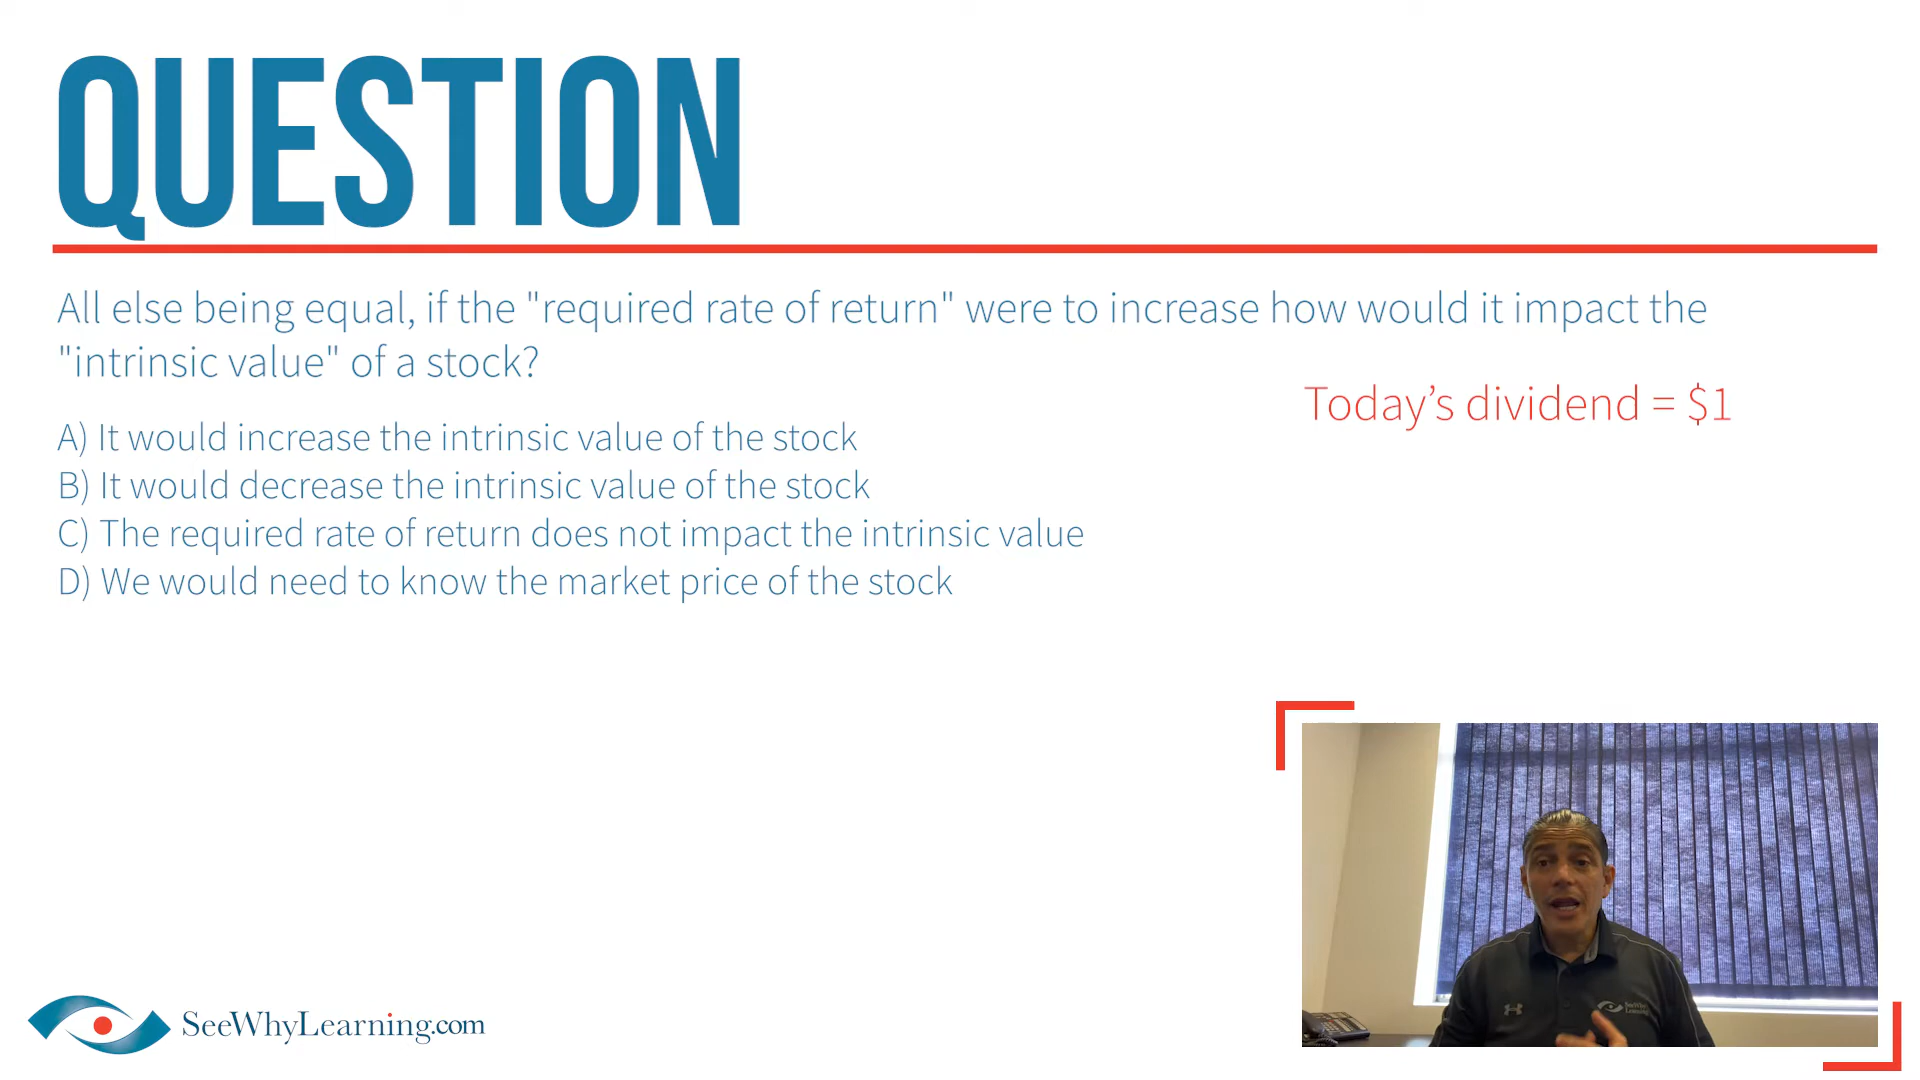 QUESTION
All else being equal, if the "required rate of return" were to increase how would it impact the
"intrinsic value" of a stock?
Today's dividend = $1
A) It would increase the intrinsic value of the stock
B) It would decrease the intrinsic value of the stock
C) The required rate of return does not impact the intrinsic value
D) We would need to know the market price of the stock
SeeWhy
Learning
SeeWhyLearning.com